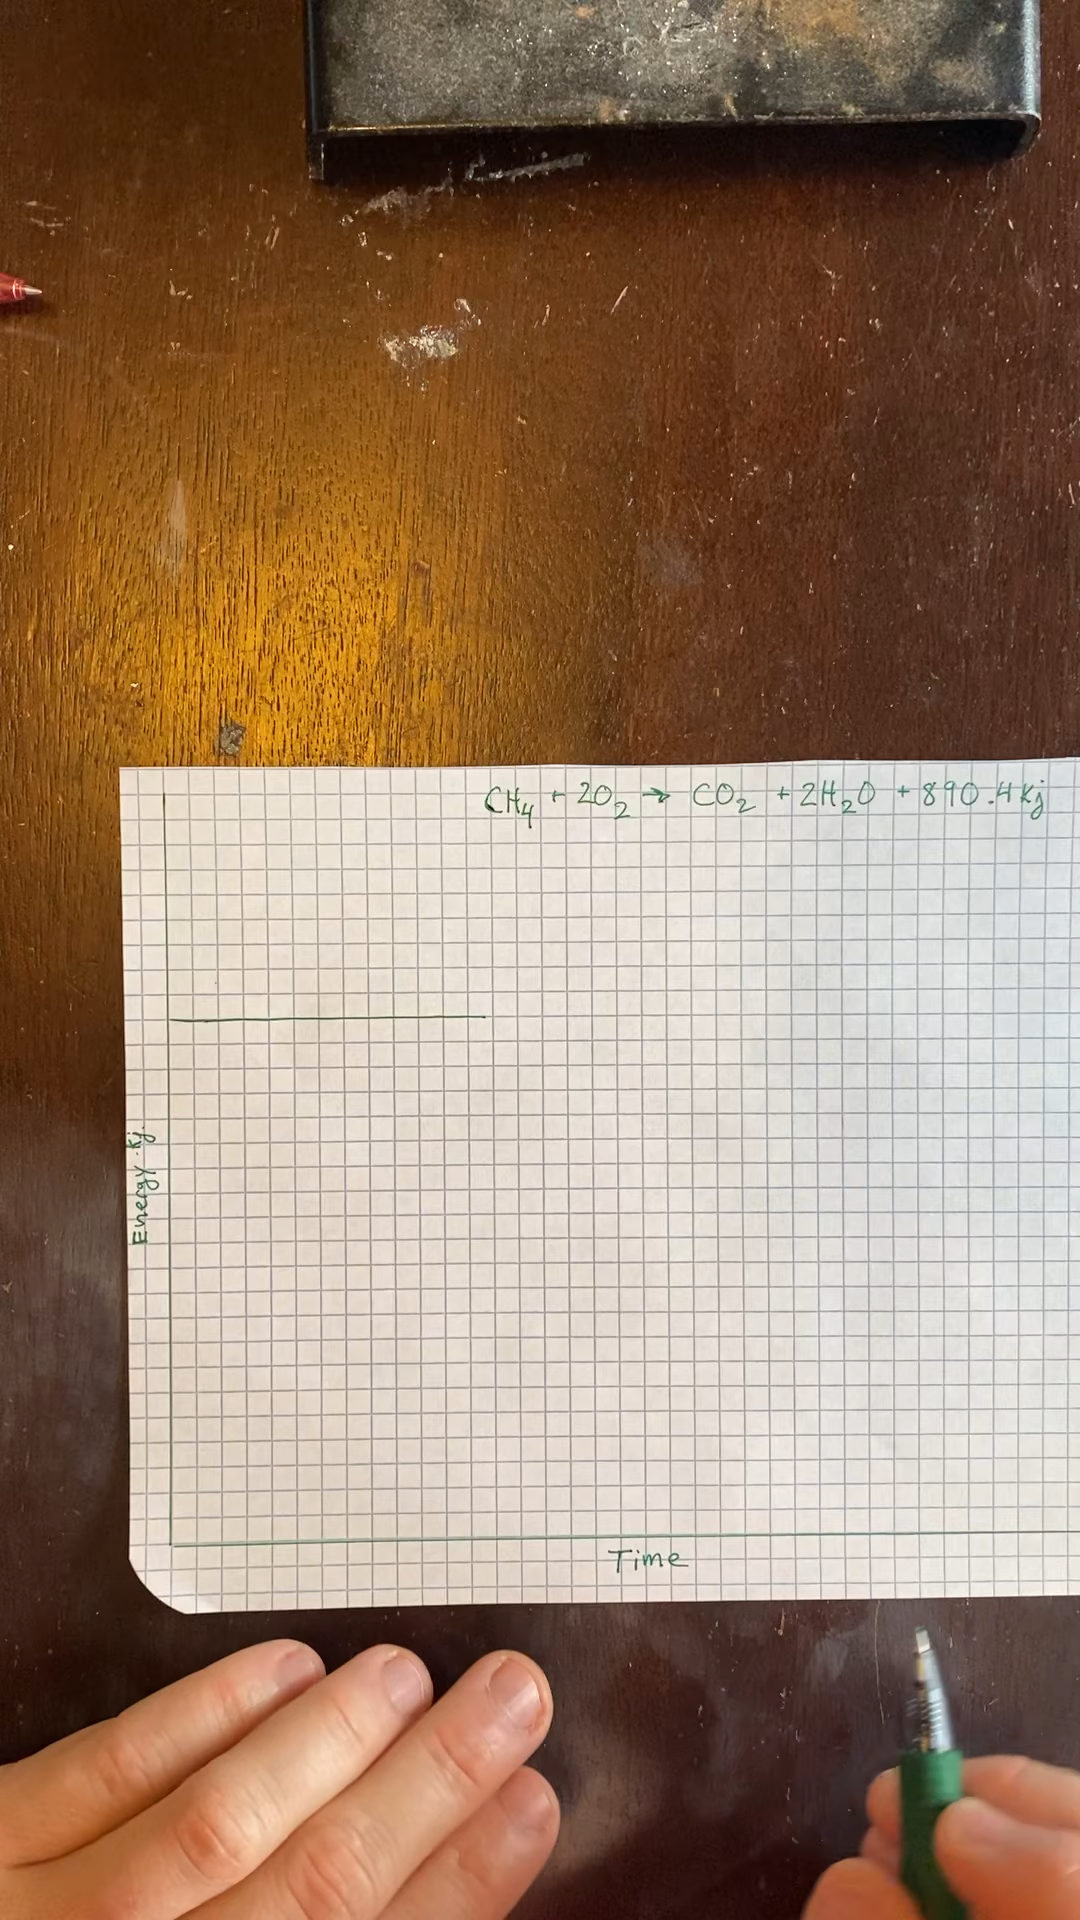 CH₄ + 2O₂ → CO₂ + 2H₂O + 890.4 Kj
Energy Kj.
Time